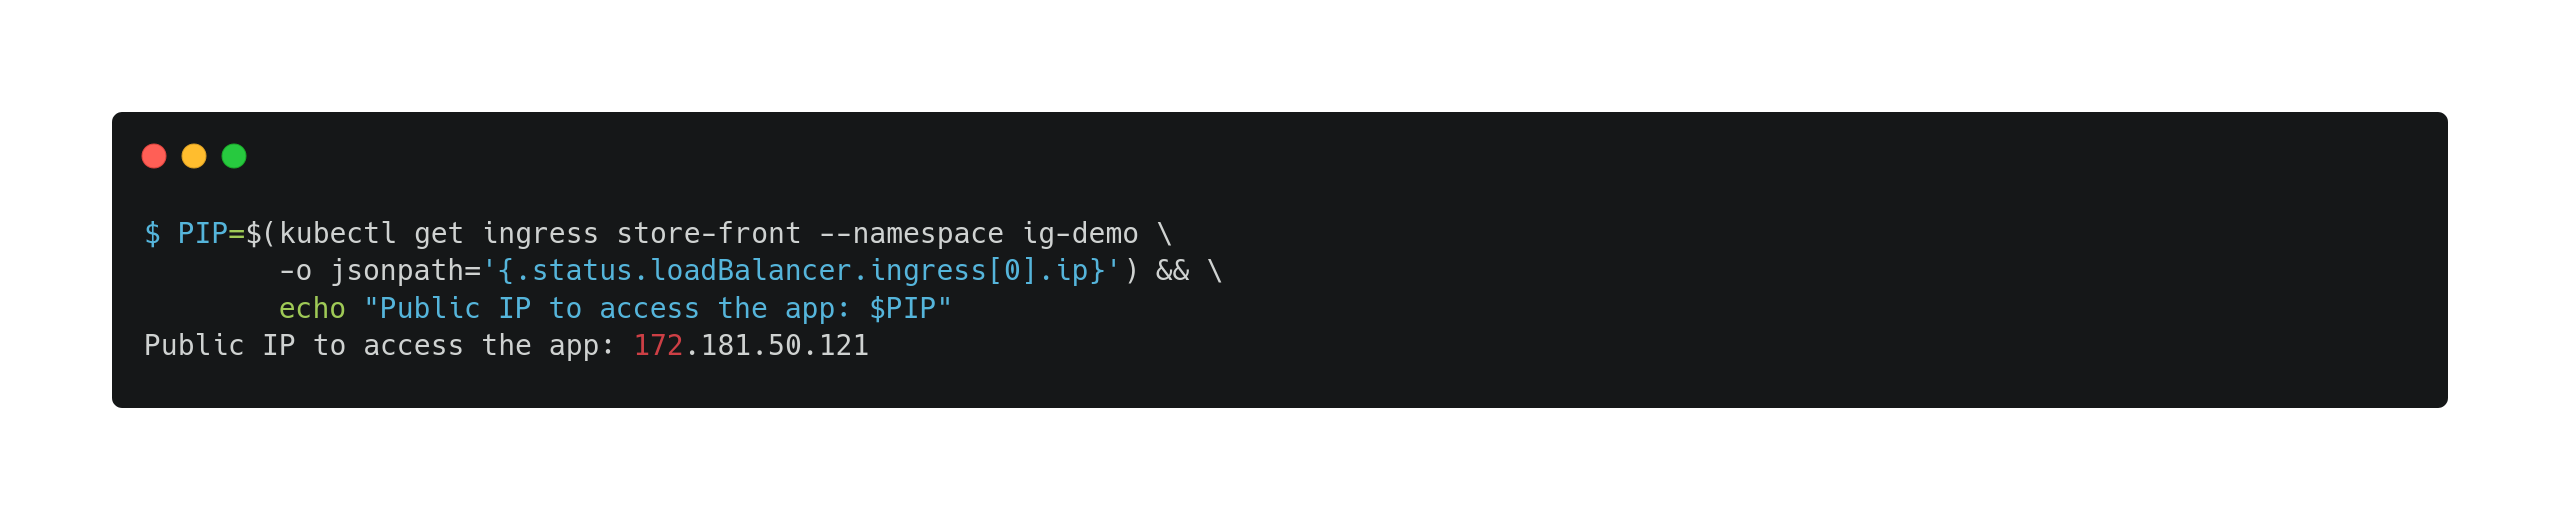 $ PIP=$(kubectl get ingress store-front --namespace ig-demo \
        -o jsonpath='{.status.loadBalancer.ingress[0].ip}') && \
        echo "Public IP to access the app: $PIP"
Public IP to access the app: 172.181.50.121